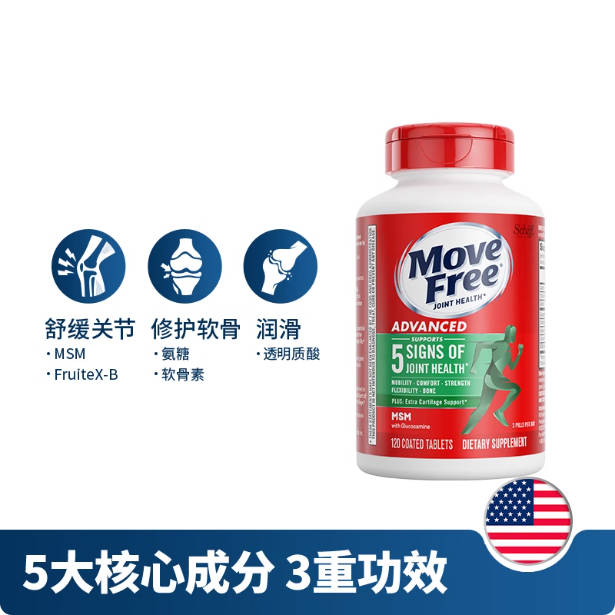 舒缓关节
·MSM
·FruiteX-B
修护软骨
·氨糖
·软骨素
润滑
·透明质酸
Schiff
Move
Free®
JOINT HEALTH*
ADVANCED
SUPPORTS
5 SIGNS OF
JOINT HEALTH*
MOBILITY · COMFORT · STRENGTH
FLEXIBILITY · BONE
PLUS: Extra Cartilage Support*
MSM
with Glucosamine
120 COATED TABLETS
DIETARY SUPPLEMENT
5大核心成分 3重功效